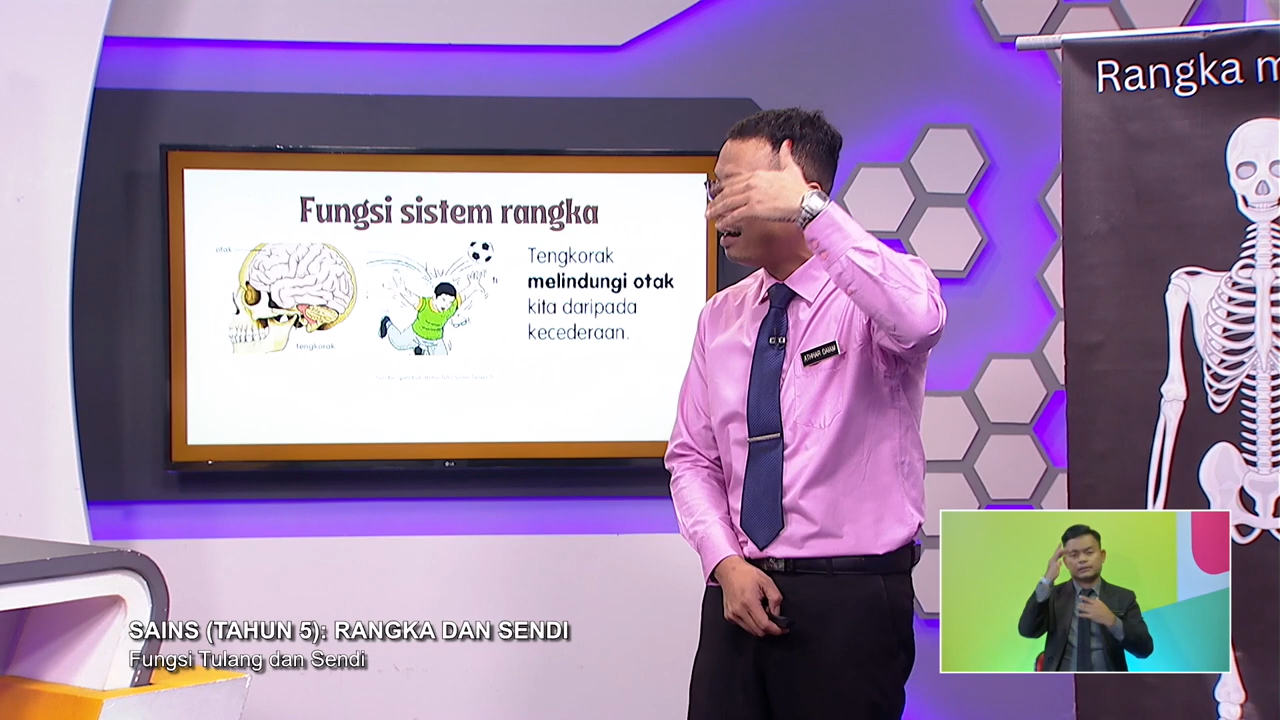 Rangka
Fungsi sistem rangka
otak
Tengkorak
melindungi otak
kita daripada
kecederaan.
tengkorak
LG
SAINS (TAHUN 5): RANGKA DAN SENDI
Fungsi Tulang dan Sendi